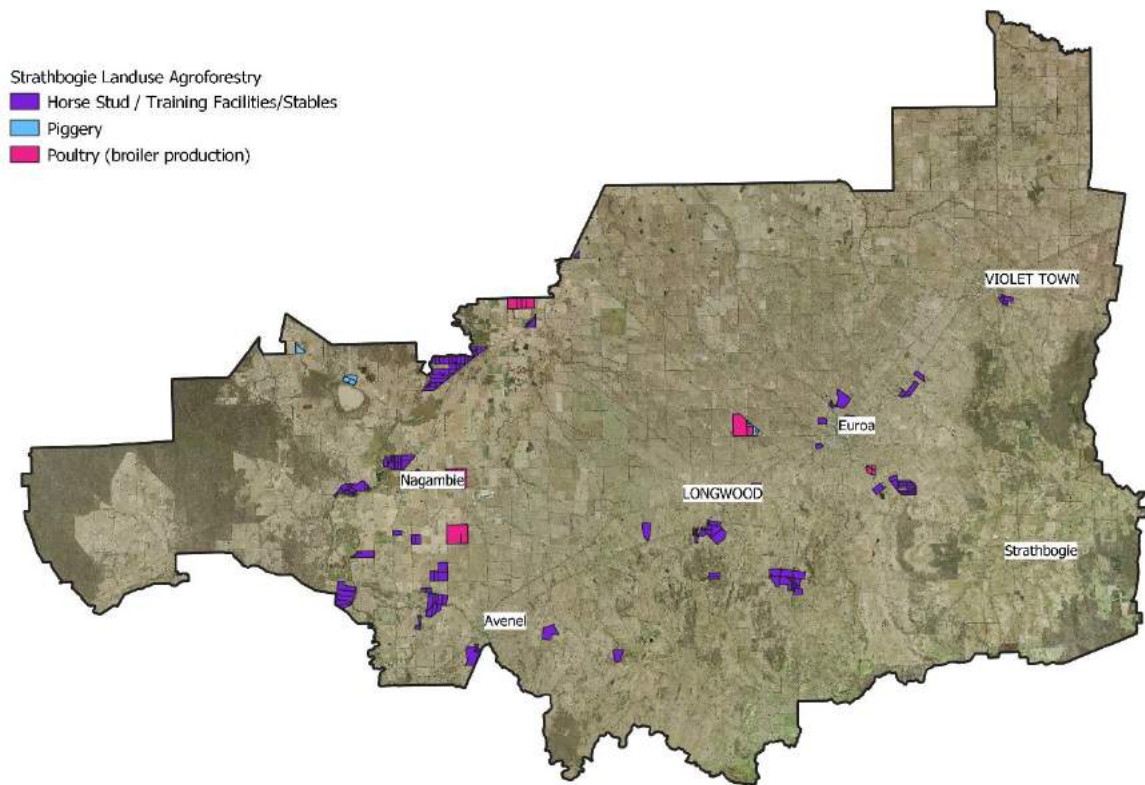 Strathbogie Landuse Agroforestry
Horse Stud / Training Facilities/Stables
Piggery
Poultry (broiler production)
VIOLET TOWN
Euroa
Nagambie
LONGWOOD
Strathbogie
Avenel